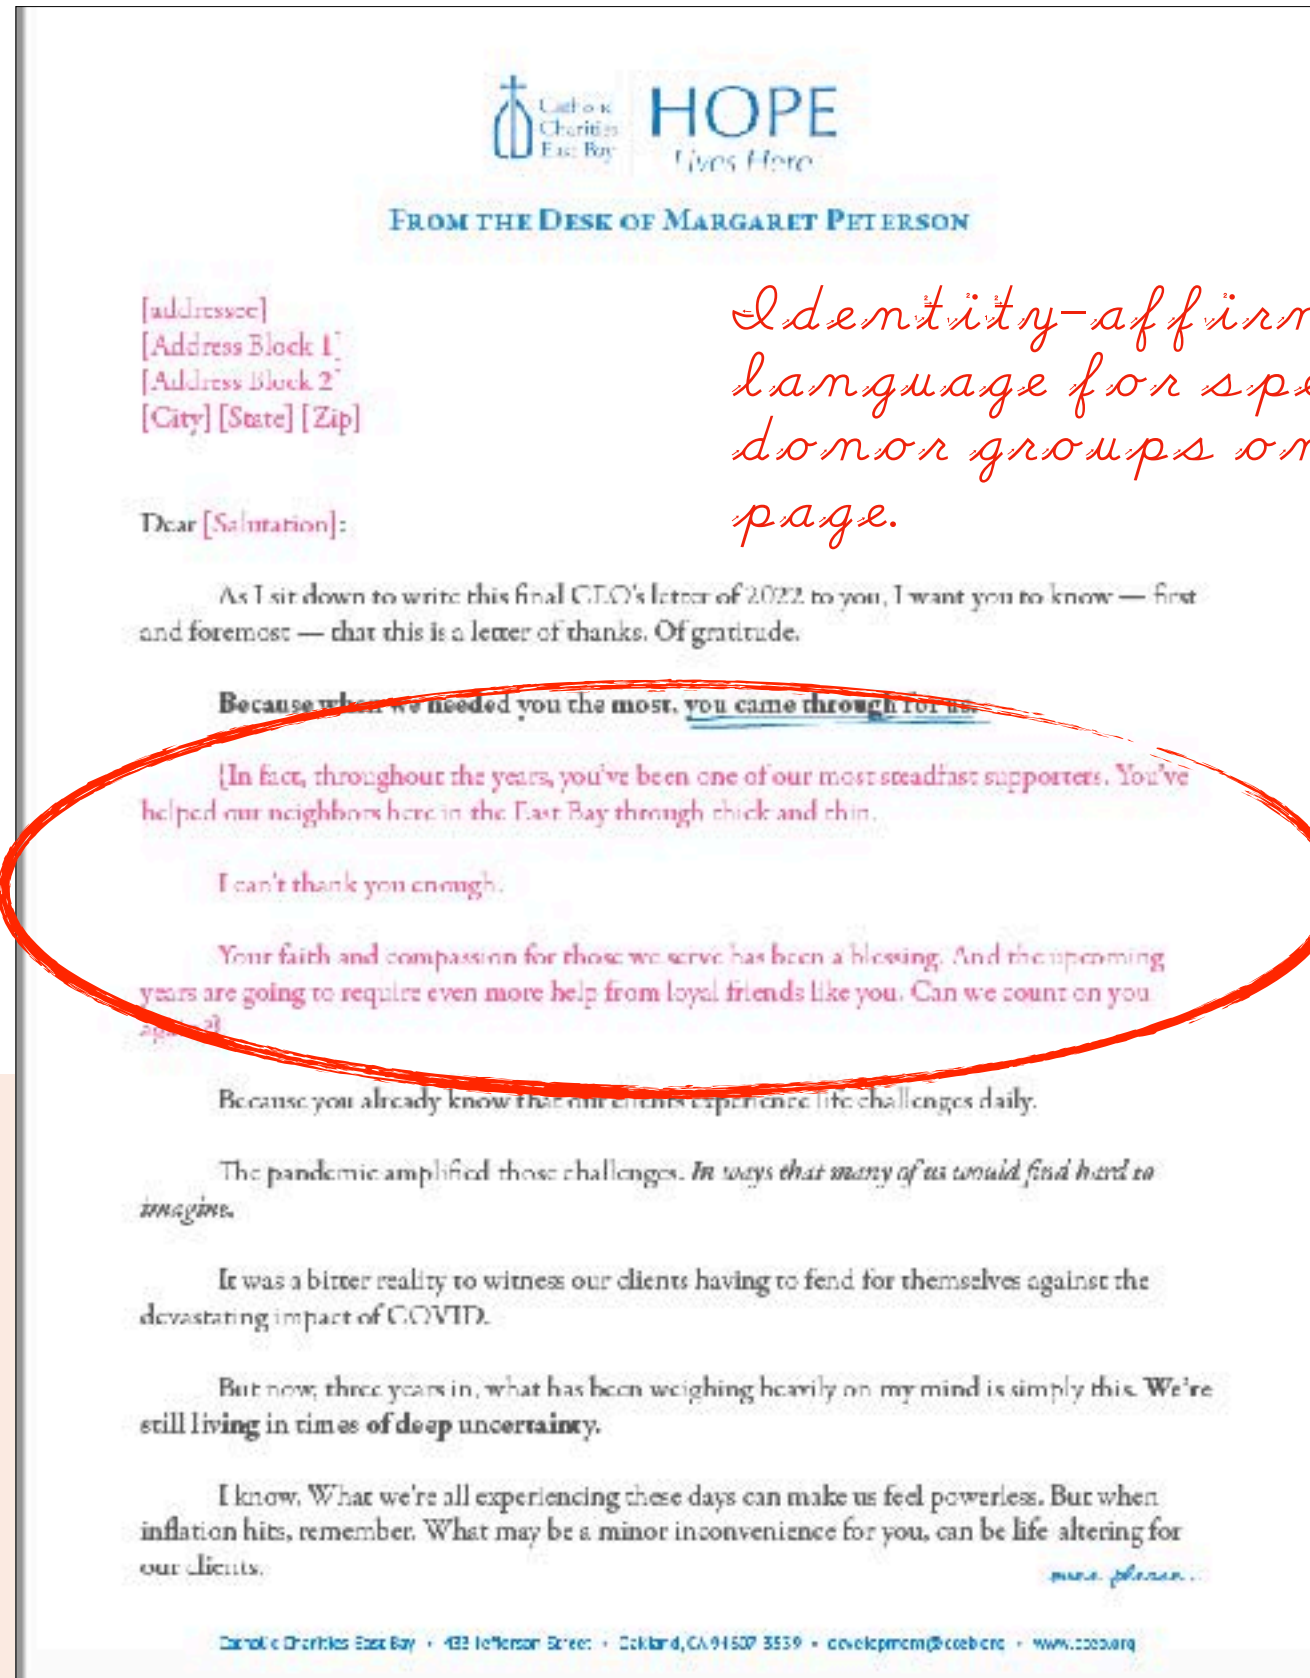 Catholic
Charities
East Bay
HOPE
Lives Here
FROM THE DESK OF MARGARET PETERSON
[addressee]
[Address Block 1]
[Address Block 2]
[City] [State] [Zip]
Identity-affirm
language for spe
donor groups on
page.
Dear [Salutation]:
As I sit down to write this final CEO's letter of 2022 to you, I want you to know — first
and foremost — that this is a letter of thanks. Of gratitude.
Because when we needed you the most, you came through for us.
{In fact, throughout the years, you've been one of our most steadfast supporters. You've
helped our neighbors here in the East Bay through thick and thin.
I can't thank you enough.
Your faith and compassion for those we serve has been a blessing. And the upcoming
years are going to require even more help from loyal friends like you. Can we count on you
again?}
Because you already know that our clients experience life challenges daily.
The pandemic amplified those challenges. In ways that many of us would find hard to
imagine.
It was a bitter reality to witness our clients having to fend for themselves against the
devastating impact of COVID.
But now, three years in, what has been weighing heavily on my mind is simply this. We're
still living in times of deep uncertainty.
I know. What we're all experiencing these days can make us feel powerless. But when
inflation hits, remember. What may be a minor inconvenience for you, can be life altering for
our clients.
Catholic Charities East Bay • 433 Jefferson Street • Oakland, CA 94607-3539 • development@cceb.org • www.cceb.org